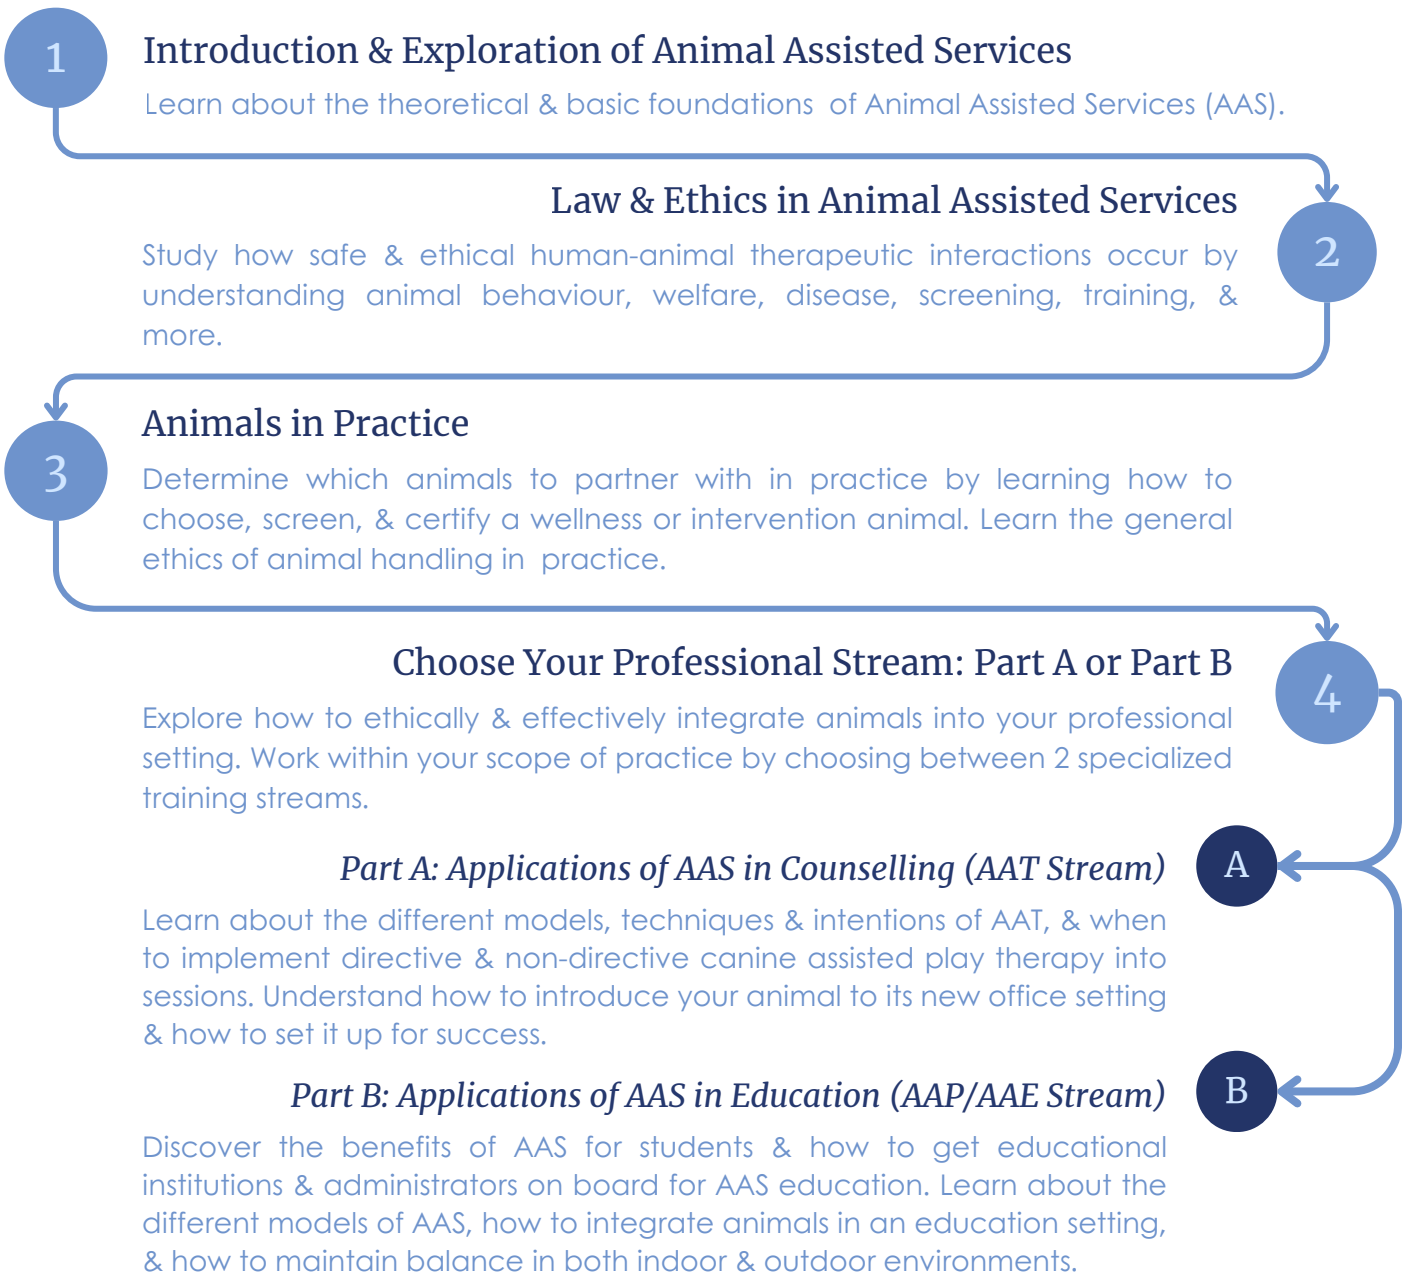 1
Introduction & Exploration of Animal Assisted Services
Learn about the theoretical & basic foundations of Animal Assisted Services (AAS).
Law & Ethics in Animal Assisted Services
2
Study how safe & ethical human-animal therapeutic interactions occur by
understanding animal behaviour, welfare, disease, screening, training, &
more.
3
Animals in Practice
Determine which animals to partner with in practice by learning how to
choose, screen, & certify a wellness or intervention animal. Learn the general
ethics of animal handling in practice.
Choose Your Professional Stream: Part A or Part B
4
Explore how to ethically & effectively integrate animals into your professional
setting. Work within your scope of practice by choosing between 2 specialized
training streams.
Part A: Applications of AAS in Counselling (AAT Stream)
A
Learn about the different models, techniques & intentions of AAT, & when
to implement directive & non-directive canine assisted play therapy into
sessions. Understand how to introduce your animal to its new office setting
& how to set it up for success.
Part B: Applications of AAS in Education (AAP/AAE Stream)
B
Discover the benefits of AAS for students & how to get educational
institutions & administrators on board for AAS education. Learn about the
different models of AAS, how to integrate animals in an education setting,
& how to maintain balance in both indoor & outdoor environments.